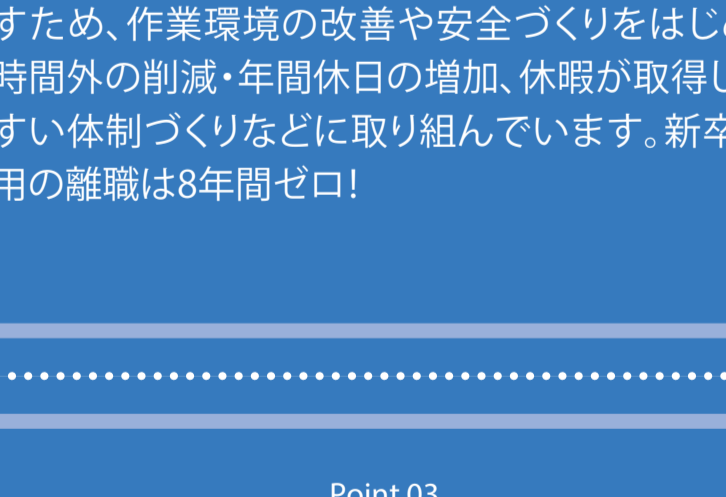 すため、作業環境の改善や安全づくりをはじ
時間外の削減・年間休日の増加、休暇が取得し
すい体制づくりなどに取り組んでいます。新卒
用の離職は8年間ゼロ!
Point 03